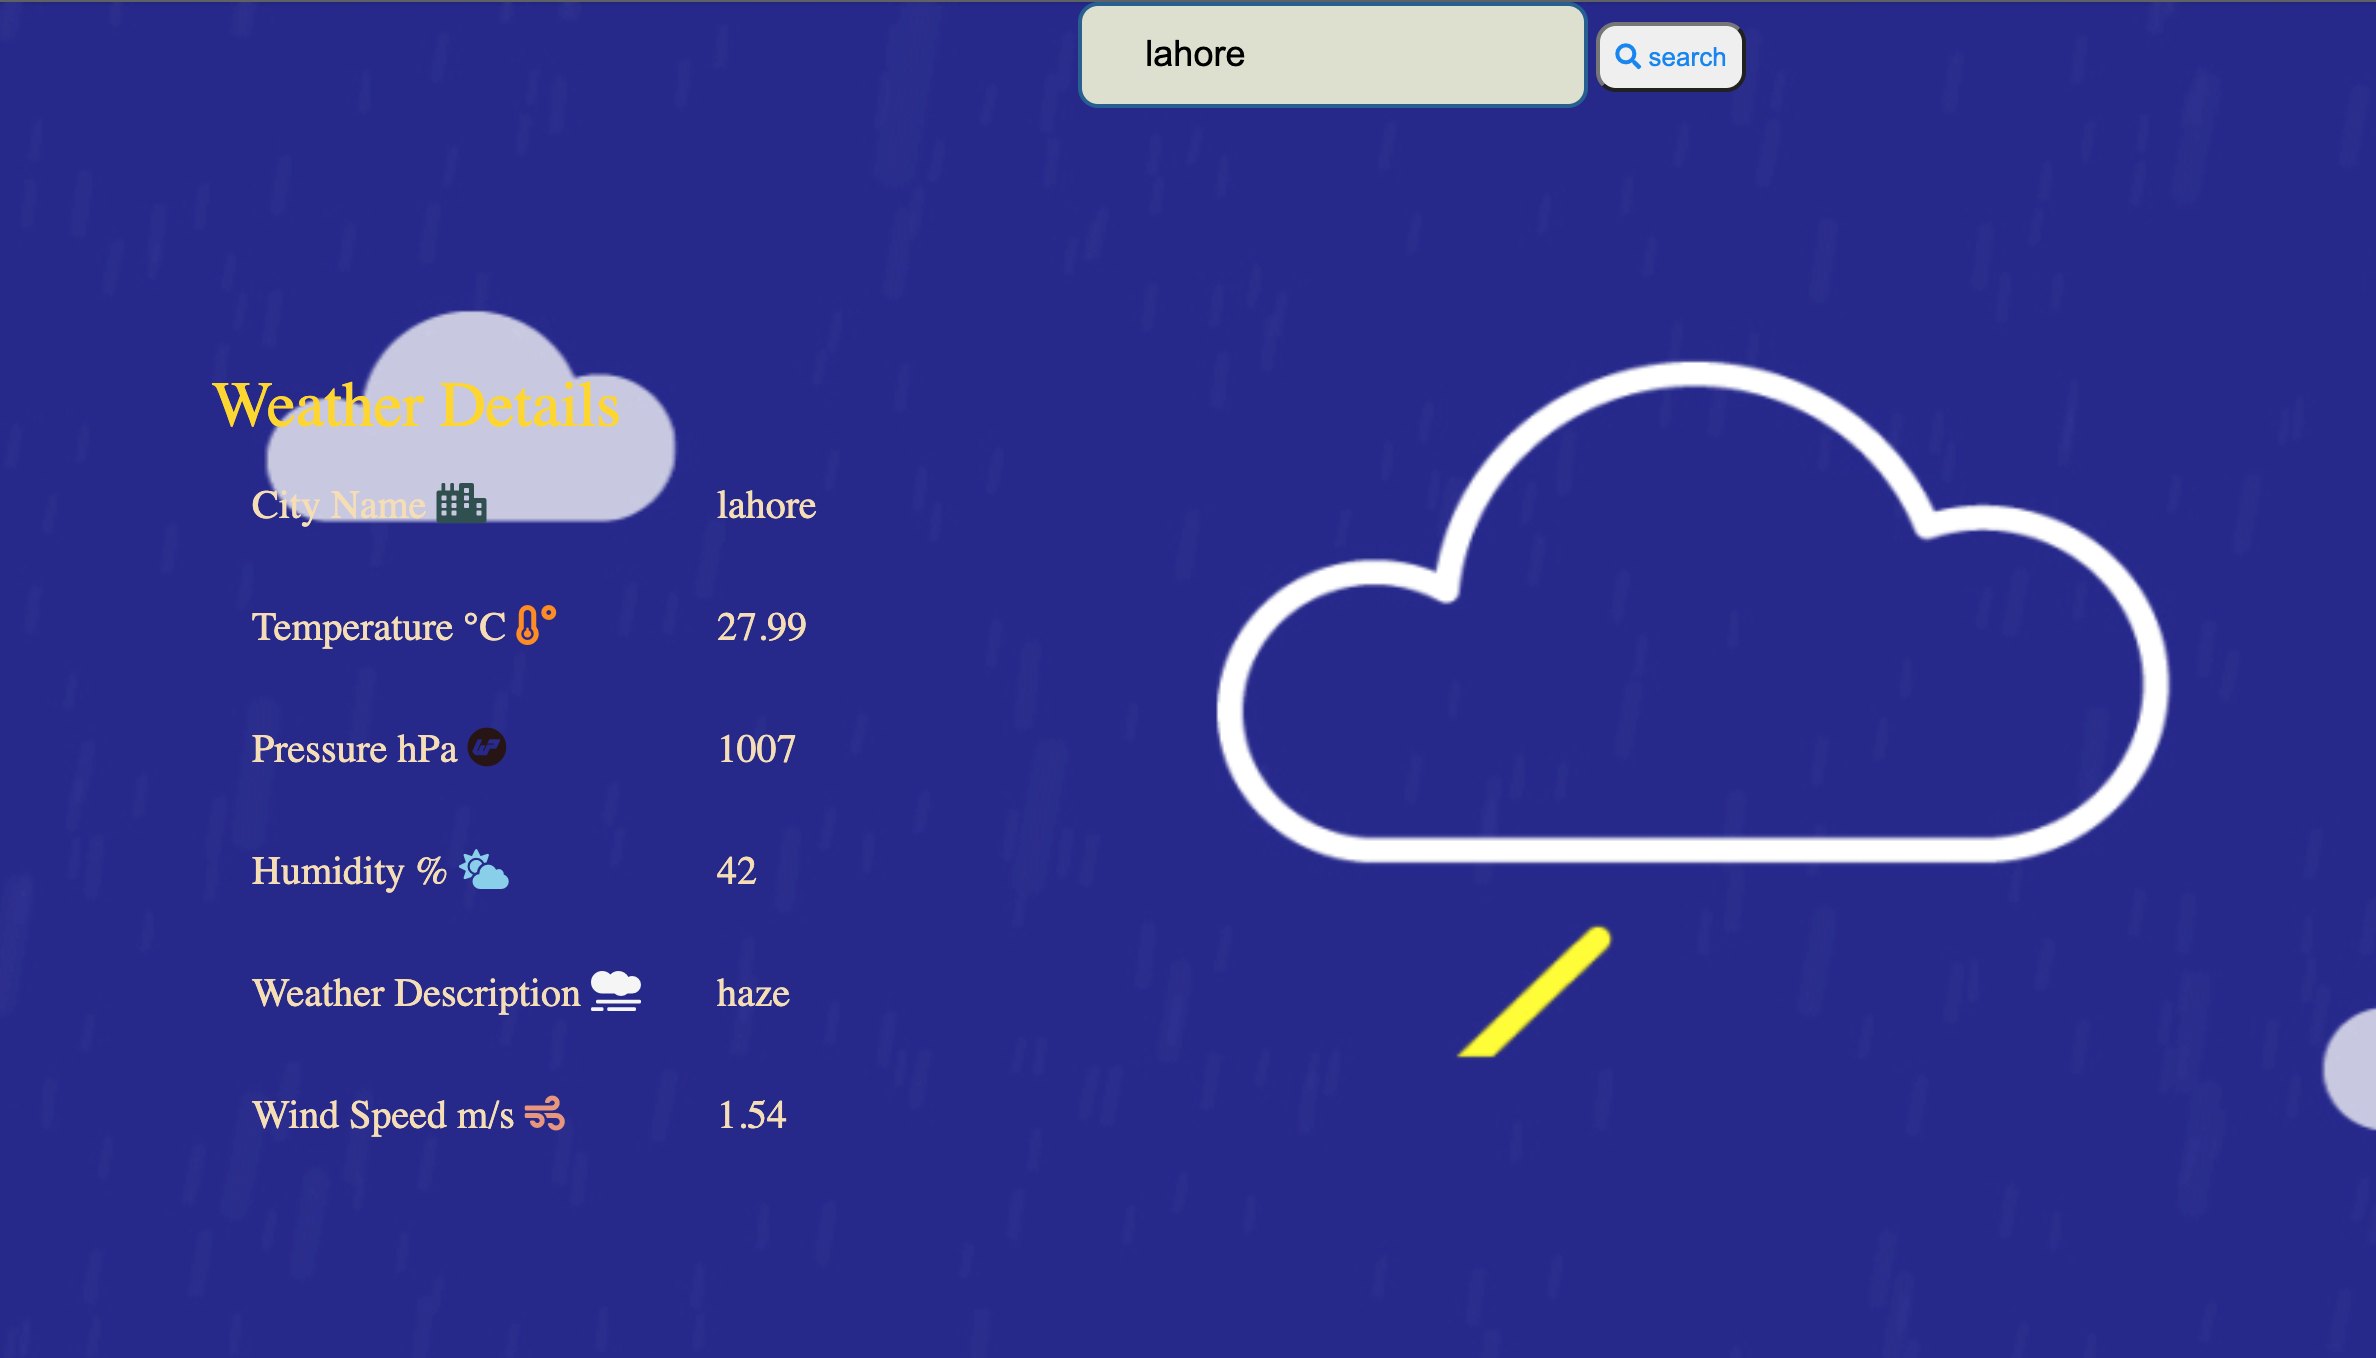 lahore
search
Weather Details
City Name lahore
Temperature °C 27.99
Pressure hPa 1007
Humidity % 42
Weather Description haze
Wind Speed m/s 1.54